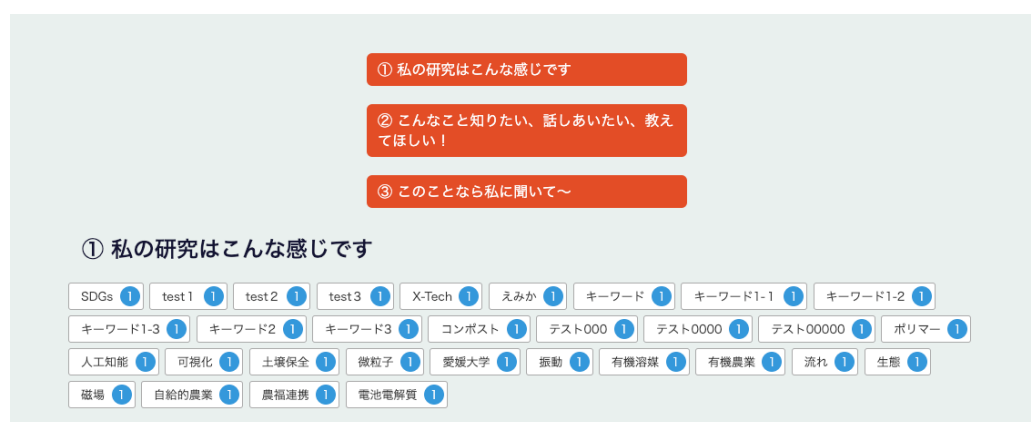 ① 私の研究はこんな感じです
② こんなこと知りたい、話しあいたい、教え
てほしい！
③ このことなら私に聞いて〜
① 私の研究はこんな感じです
SDGs 1 test1 1 test2 1 test3 1 X-Tech 1 えみか 1 キーワード 1 キーワード1-1 1 キーワード1-2 1
キーワード1-3 1 キーワード2 1 キーワード3 1 コンポスト 1 テスト000 1 テスト0000 1 テスト00000 1 ポリマー 1
人工知能 1 可視化 1 土壌保全 1 微粒子 1 愛媛大学 1 振動 1 有機溶媒 1 有機農業 1 流れ 1 生態 1
磁場 1 自給的農業 1 農福連携 1 電池電解質 1